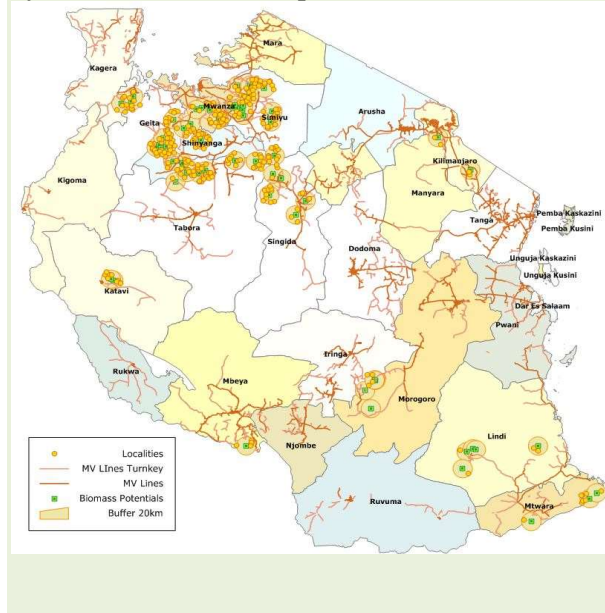 Mara
Kagera
Mwanza
Geita
Simiyu
Arusha
Shinyanga
Kilimanjaro
Kigoma
Manyara
Tanga
Pemba Kaskazini
Pemba Kusini
Tabora
Singida
Dodoma
Unguja Kaskazini
Unguja Kusini
Katavi
Dar Es Salaam
Pwani
Iringa
Rukwa
Mbeya
Morogoro
Lindi
Njombe
Ruvuma
Mtwara
Localities
MV LInes Turnkey
MV Lines
Biomass Potentials
Buffer 20km